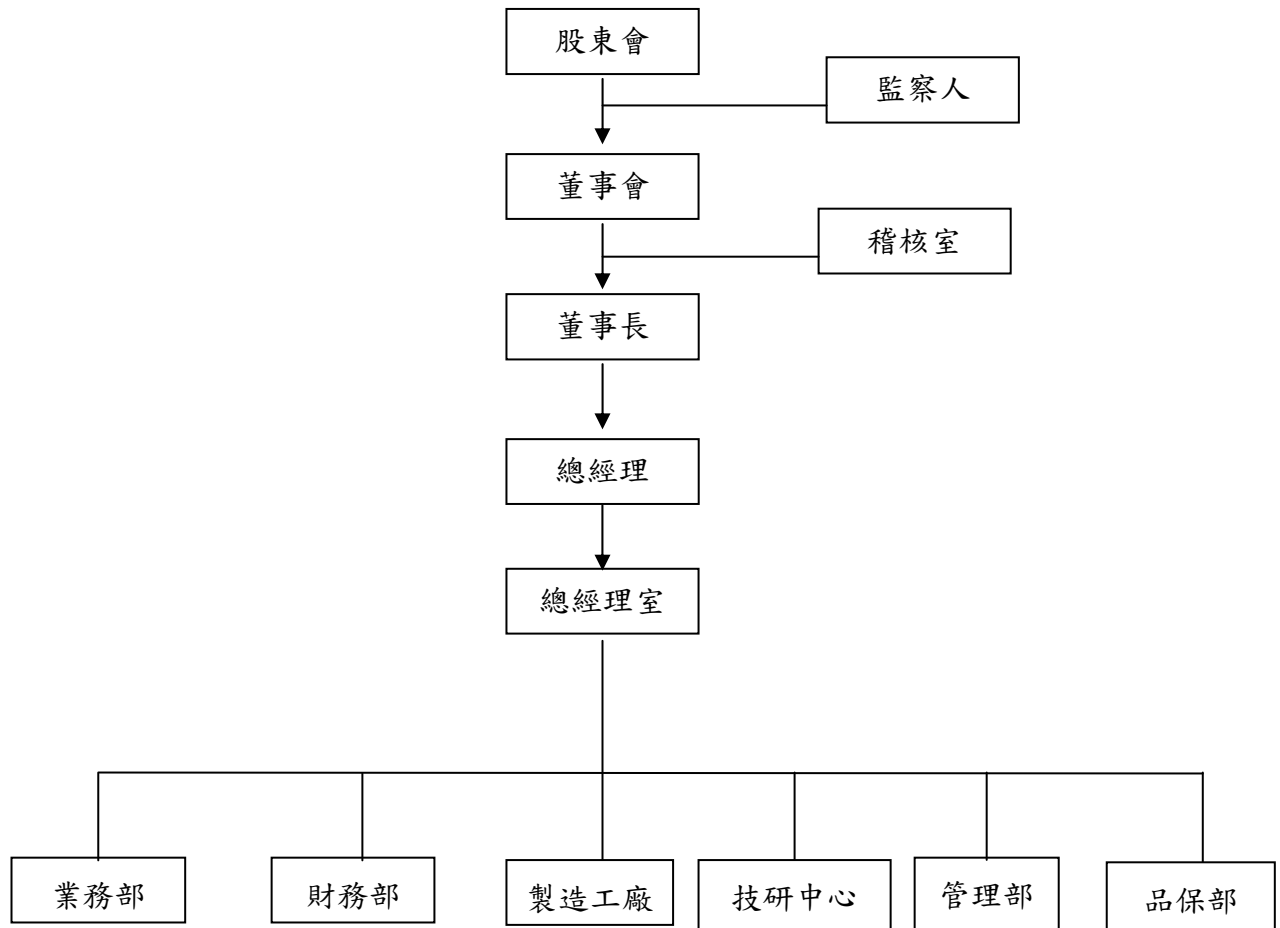 股東會
監察人
董事會
稽核室
董事長
總經理
總經理室
業務部
財務部
製造工廠
技研中心
管理部
品保部